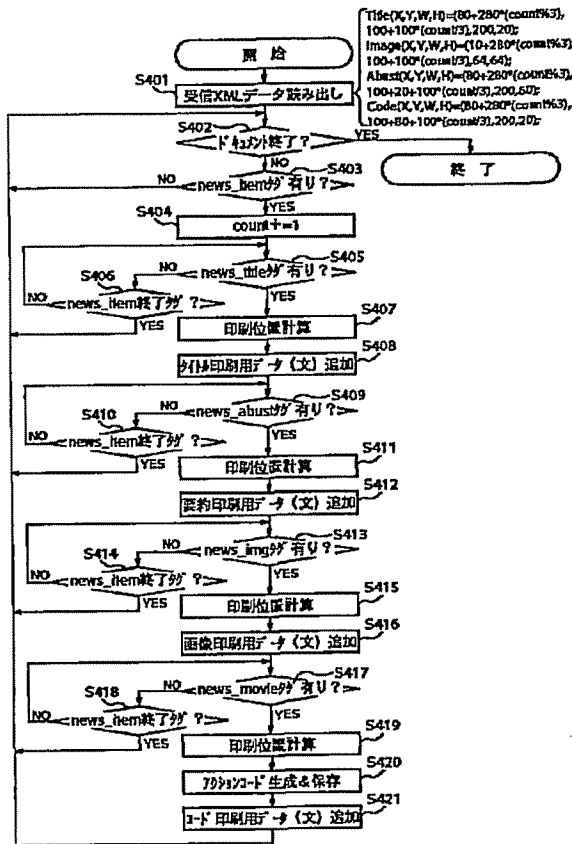 開 始
Title(X,Y,W,H)=(80+280*(count%3),
100+100*(count/3),200,20);
Image(X,Y,W,H)=(10+280*(count%3),
100+100*(count/3),64,64);
Abust(X,Y,W,H)=(80+280*(count%3),
100+20+100*(count/3),200,60);
Code(X,Y,W,H)=(80+280*(count%3),
100+80+100*(count/3),200,20);
S401
受信XMLデータ読み出し
S402
ドキュメント終了?
YES
終 了
NO
S403
NO
news_itemタグ有り?
YES
S404
count+=1
S405
news_titleタグ有り?
NO
S406
NO
news_item終了タグ?
YES
YES
S407
印刷位置計算
S408
タイトル印刷用データ(文)追加
S409
news_abustタグ有り?
NO
S410
NO
news_item終了タグ?
YES
YES
S411
印刷位置計算
S412
要約印刷用データ(文)追加
S413
news_imgタグ有り?
NO
S414
NO
news_item終了タグ?
YES
YES
S415
印刷位置計算
S416
画像印刷用データ(文)追加
S417
news_movieタグ有り?
NO
S418
NO
news_item終了タグ?
YES
YES
S419
印刷位置計算
S420
アクションコード生成&保存
S421
コード印刷用データ(文)追加